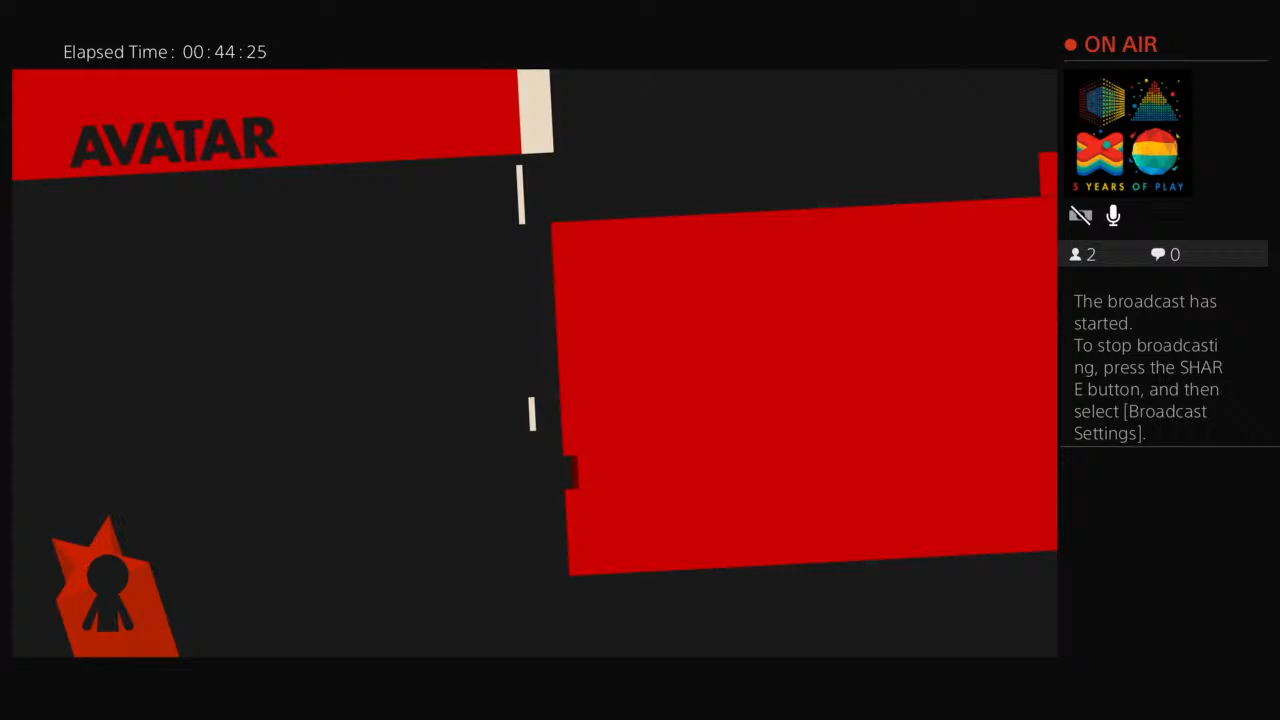 Elapsed Time: 00:44:25
ON AIR
AVATAR
5 YEARS OF PLAY
2
0
The broadcast has
started.
To stop broadcasti
ng, press the SHAR
E button, and then
select [Broadcast
Settings].